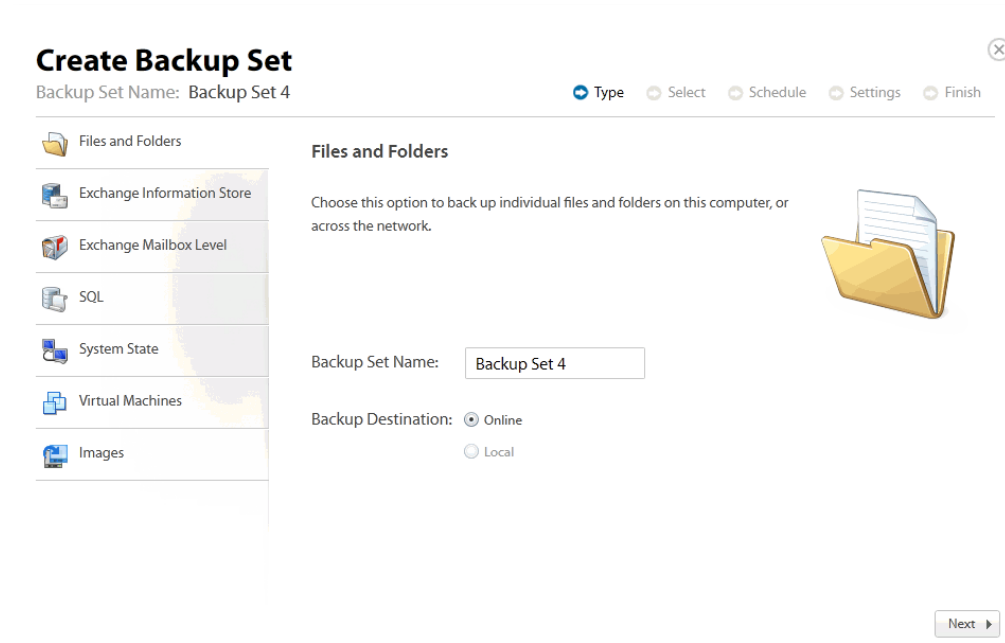 Create Backup Set
Backup Set Name: Backup Set 4
Type Select Schedule Settings Finish
Files and Folders
Exchange Information Store
Exchange Mailbox Level
SQL
System State
Virtual Machines
Images
Files and Folders
Choose this option to back up individual files and folders on this computer, or
across the network.
Backup Set Name: Backup Set 4
Backup Destination: Online
Local
Next